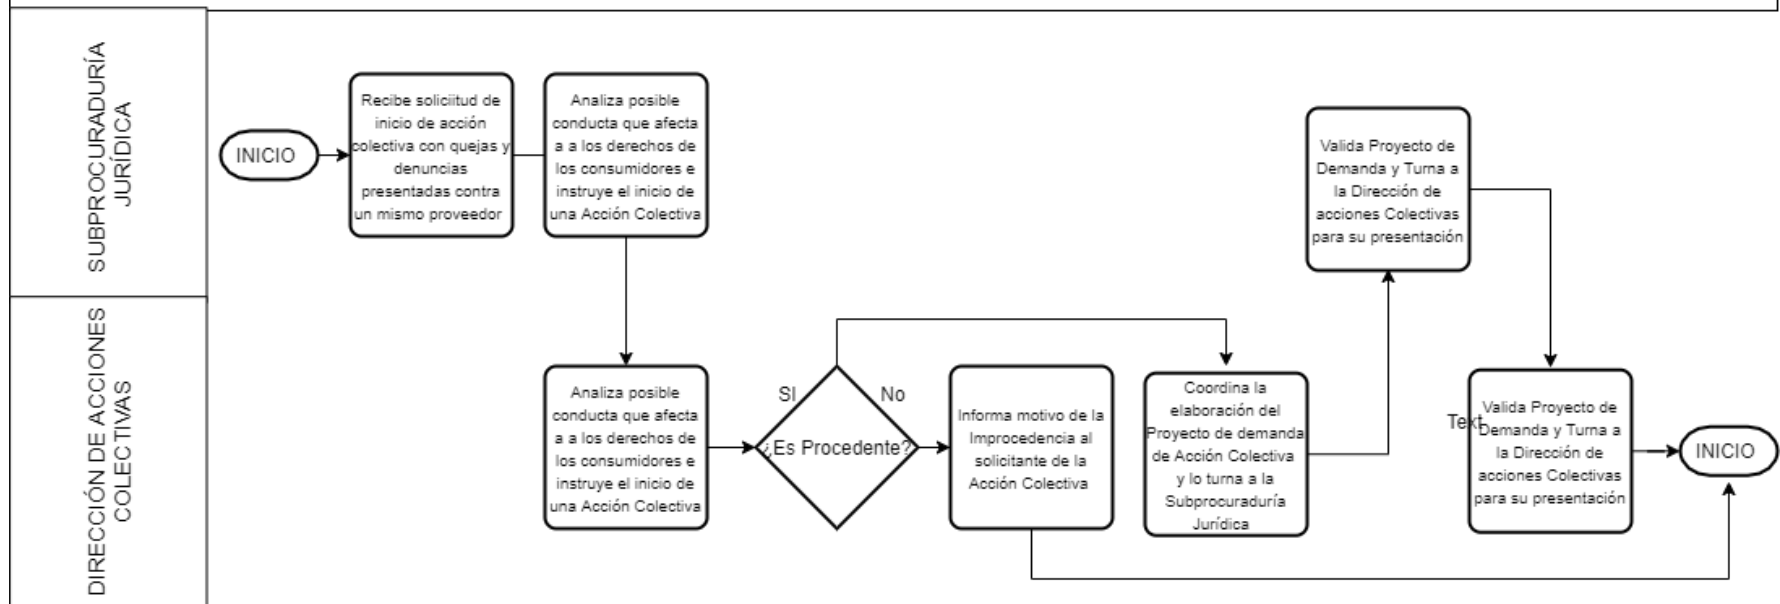 SUBPROCURADURÍA
JURÍDICA
INICIO
Recibe soliciitud de
inicio de acción
colectiva con quejas y
denuncias
presentadas contra
un mismo proveedor
Analiza posible
conducta que afecta
a a los derechos de
los consumidores e
instruye el inicio de
una Acción Colectiva
Valida Proyecto de
Demanda y Turna a
la Dirección de
acciones Colectivas
para su presentación
DIRECCIÓN DE ACCIONES
COLECTIVAS
Analiza posible
conducta que afecta
a a los derechos de
los consumidores e
instruye el inicio de
una Acción Colectiva
SI
No
¿Es Procedente?
Informa motivo de la
Improcedencia al
solicitante de la
Acción Colectiva
Coordina la
elaboración del
Proyecto de demanda
de Acción Colectiva
y lo turna a la
Subprocuraduría
Jurídica
Text
Valida Proyecto de
Demanda y Turna a
la Dirección de
acciones Colectivas
para su presentación
INICIO